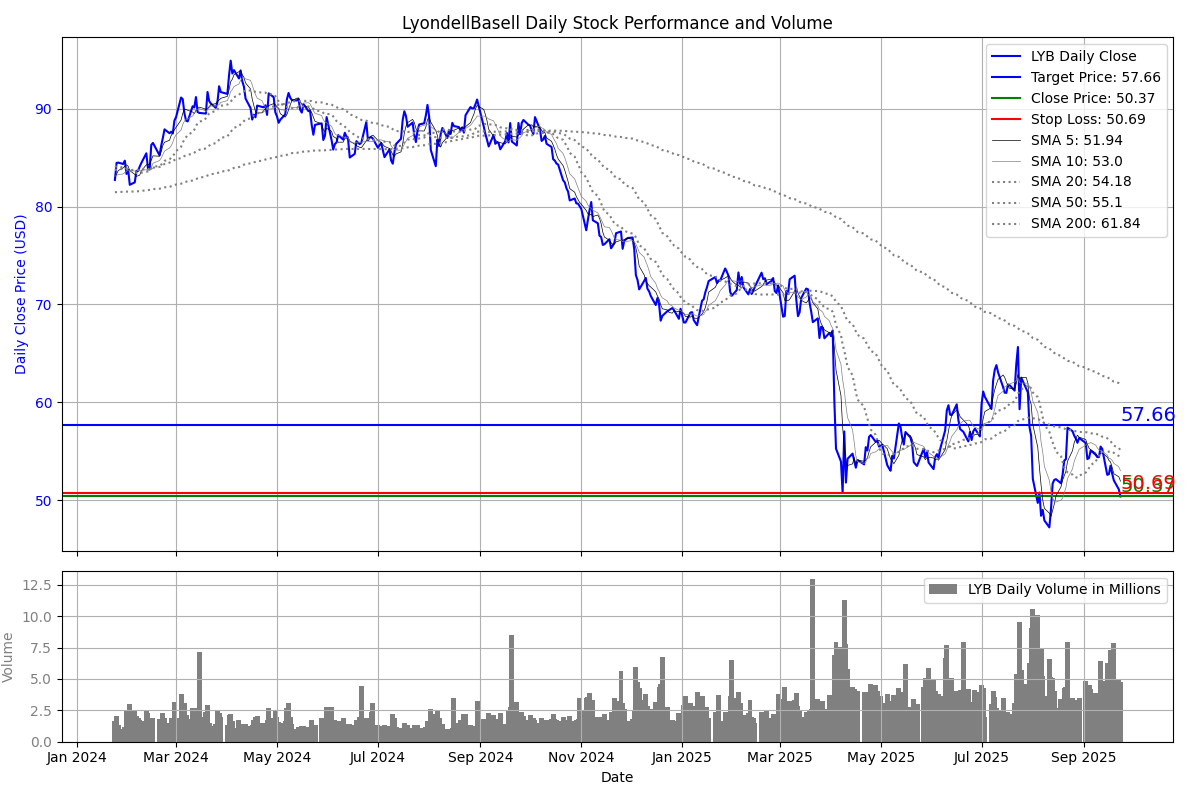 LyondellBasell Daily Stock Performance and Volume
Daily Close Price (USD)
90
80
70
60
50
LYB Daily Close
Target Price: 57.66
Close Price: 50.37
Stop Loss: 50.69
SMA 5: 51.94
SMA 10: 53.0
SMA 20: 54.18
SMA 50: 55.1
SMA 200: 61.84
57.66
50.69
50.37
Volume
12.5
10.0
7.5
5.0
2.5
0.0
LYB Daily Volume in Millions
Jan 2024 Mar 2024 May 2024 Jul 2024 Sep 2024 Nov 2024 Jan 2025 Mar 2025 May 2025 Jul 2025 Sep 2025
Date